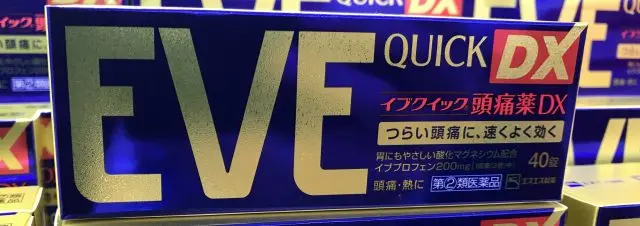 EVE
QUICK DX
イブクイック頭痛薬DX
つらい頭痛に、速くよく効く
胃にもやさしい酸化マグネシウム配合
イブプロフェン200mg
40錠
頭痛・熱に
第②類医薬品
エスエス製薬